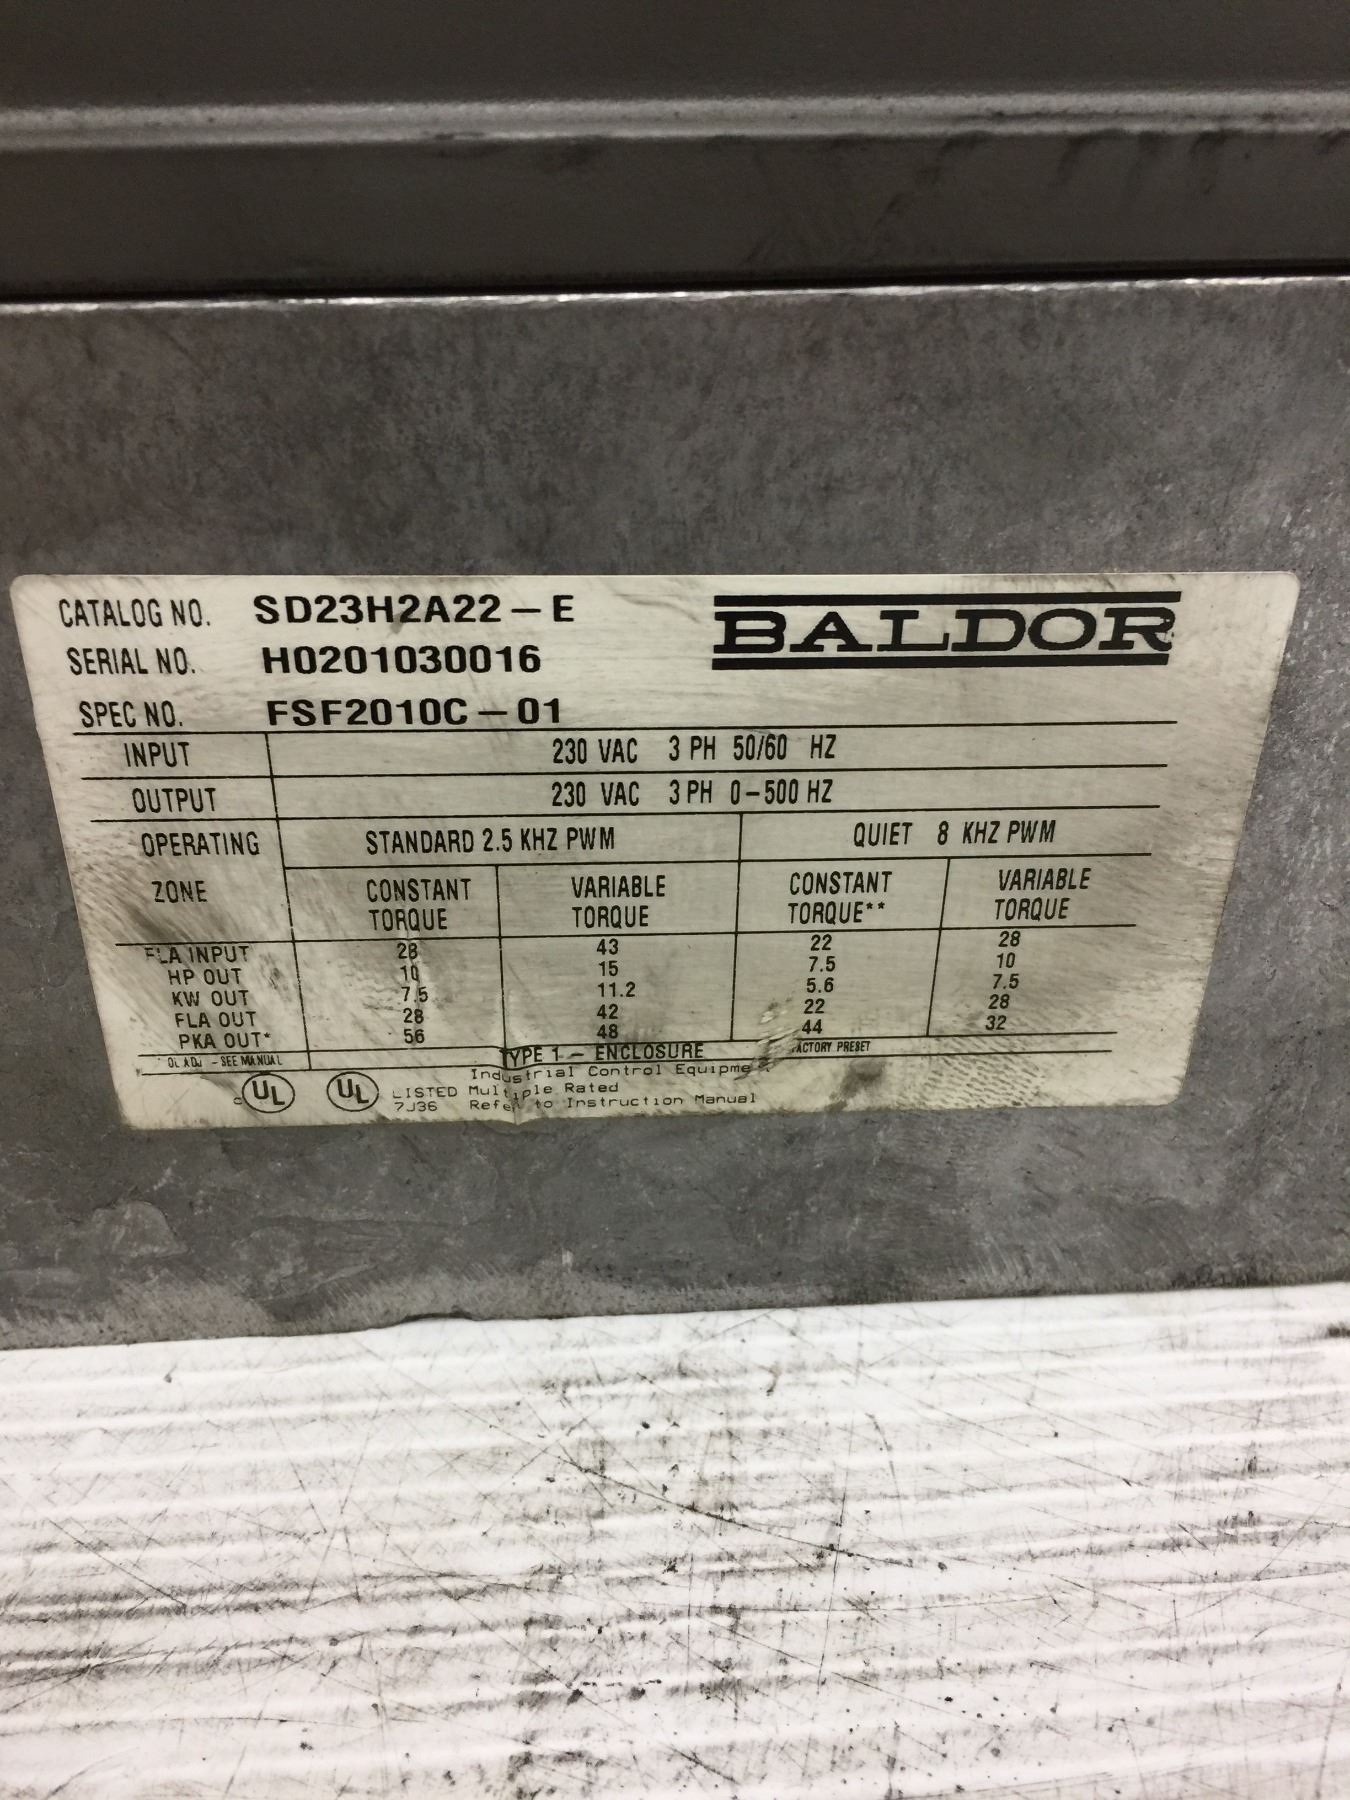 CATALOG NO. SD23H2A22-E
BALDOR
SERIAL NO. H0201030016
SPEC NO. FSF2010C-01
INPUT 230 VAC 3 PH 50/60 HZ
OUTPUT 230 VAC 3 PH 0-500 HZ
OPERATING STANDARD 2.5 KHZ PWM QUIET 8 KHZ PWM
ZONE CONSTANT VARIABLE CONSTANT VARIABLE
TORQUE TORQUE TORQUE** TORQUE
FLA INPUT 28 43 22 28
HP OUT 10 15 7.5 10
KW OUT 7.5 11.2 5.6 7.5
FLA OUT 28 42 22 28
PKA OUT* 56 48 44 32
* OL ADJ - SEE MANUAL TYPE 1 - ENCLOSURE FACTORY PRESET
Industrial Control Equipme
c UL UL LISTED Multiple Rated
7J36 Refer to Instruction Manual